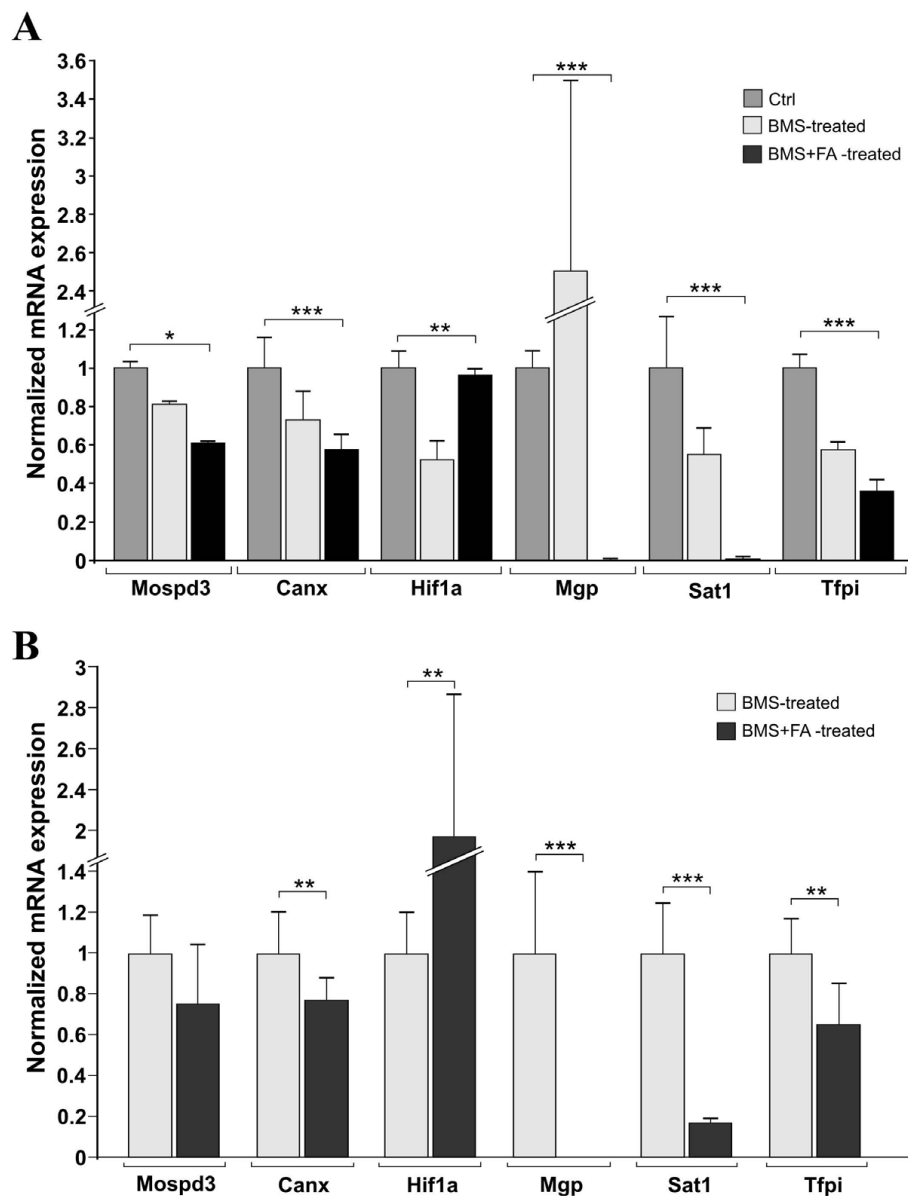 A
Normalized mRNA expression
3.6
3.4
3.2
3.0
2.8
2.6
2.4
1.2
1
0.8
0.6
0.4
0.2
0
*
***
**
***
***
***
Ctrl
BMS-treated
BMS+FA -treated
Mospd3
Canx
Hif1a
Mgp
Sat1
Tfpi
B
Normalized mRNA expression
3
2.8
2.6
2.4
2.2
2
1.4
1.2
1
0.8
0.6
0.4
0.2
0
**
**
***
***
**
BMS-treated
BMS+FA -treated
Mospd3
Canx
Hif1a
Mgp
Sat1
Tfpi